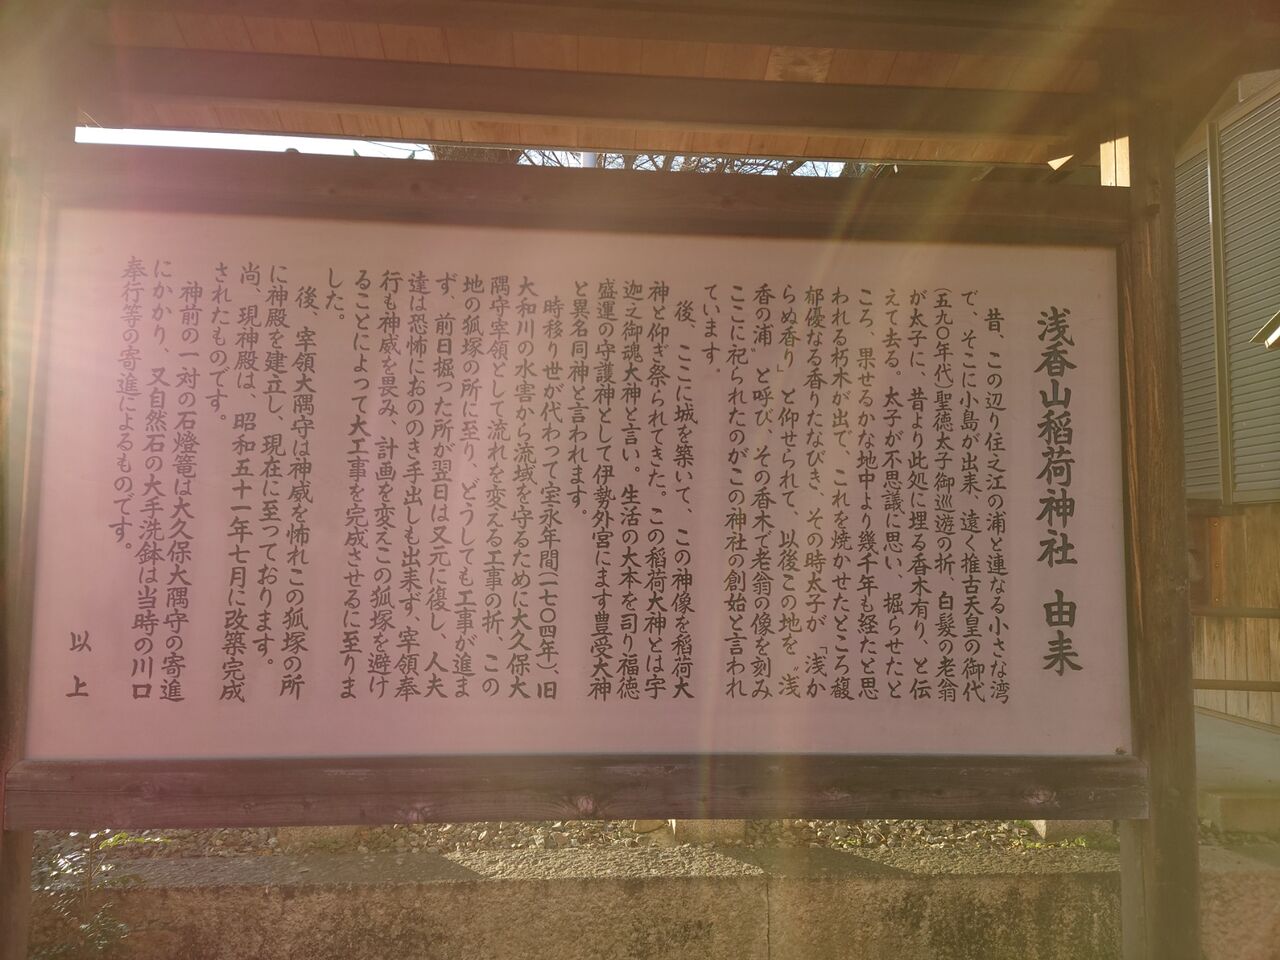 浅香山稲荷神社 由来
昔、この辺り住之江の浦と連なる小さな湾
で、そこに小島が出来、遠く推古天皇の御代
(五九〇年代)聖徳太子御巡遊の折、白髪の老翁
が太子に、昔より此処に埋る香木有り、と伝
えて去る。太子が不思議に思い、掘らせたと
ころ、果せるかな地中より幾千年も経たと思
われる朽木が出で、これを焼かせたところ馥
郁優なる香りたなびき、その時太子が、「浅か
らぬ香り」と仰せられて、以後この地を〝浅
香の浦〟と呼び、その香木で老翁の像を刻み
ここに祀られたのがこの神社の創始と言われ
ています。
後、ここに城を築いて、この神像を稲荷大
神と仰ぎ祭られてきた。この稲荷大神とは宇
迦之御魂大神と言い。生活の大本を司り福徳
盛運の守護神として伊勢外宮にます豊受大神
と異名同神と言われます。
時移り世が代わって宝永年間(一七〇四年)、旧
大和川の水害から流域を守るために大久保大
隅守宰領として流れを変える工事の折、この
地の狐塚の所に至り、どうしても工事が進ま
ず、前日掘った所が翌日は又元に復し、人夫
達は恐怖におののき手出しも出来ず、宰領奉
行も神威を畏み、計画を変えこの狐塚を避け
ることによって大工事を完成させるに至りま
した。
後、宰領大隅守は神威を怖れこの狐塚の所
に神殿を建立し、現在に至っております。
尚、現神殿は、昭和五十一年七月に改築完成
されたものです。
神前の一対の石燈篭は大久保大隅守の寄進
にかかり、又自然石の大手洗鉢は当時の川口
奉行等の寄進によるものです。
以上